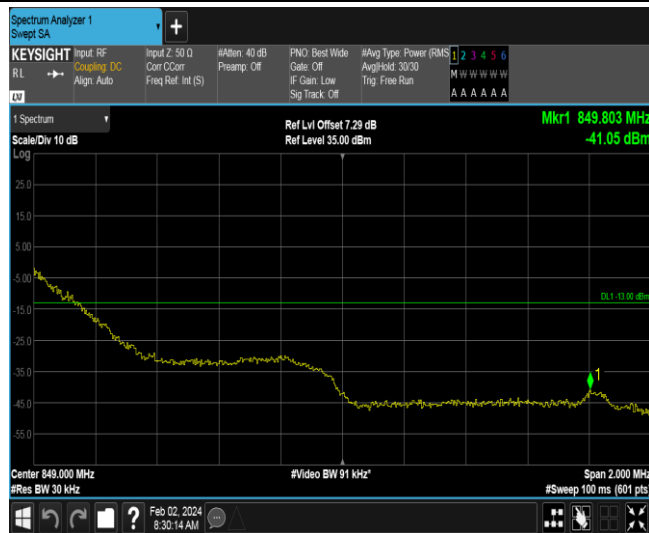 Spectrum Analyzer 1
Swept SA
+
KEYSIGHT
RL
Input: RF
Coupling: DC
Align: Auto
Input Z: 50 Ω
Corr CCorr
Freq Ref: Int (S)
#Atten: 40 dB
Preamp: Off
PNO: Best Wide
Gate: Off
IF Gain: Low
Sig Track: Off
#Avg Type: Power (RMS
Avg|Hold: 30/30
Trig: Free Run
1 2 3 4 5 6
M W W W W W
A A A A A A
1 Spectrum
Scale/Div 10 dB
Log
Ref Lvl Offset 7.29 dB
Ref Level 35.00 dBm
Mkr1 849.803 MHz
-41.05 dBm
25.0
15.0
5.00
-5.00
-15.0
-25.0
-35.0
-45.0
-55.0
DL1 -13.00 dBm
1
Center 849.000 MHz
#Res BW 30 kHz
#Video BW 91 kHz*
Span 2.000 MHz
#Sweep 100 ms (601 pts)
?
Feb 02, 2024
8:30:14 AM